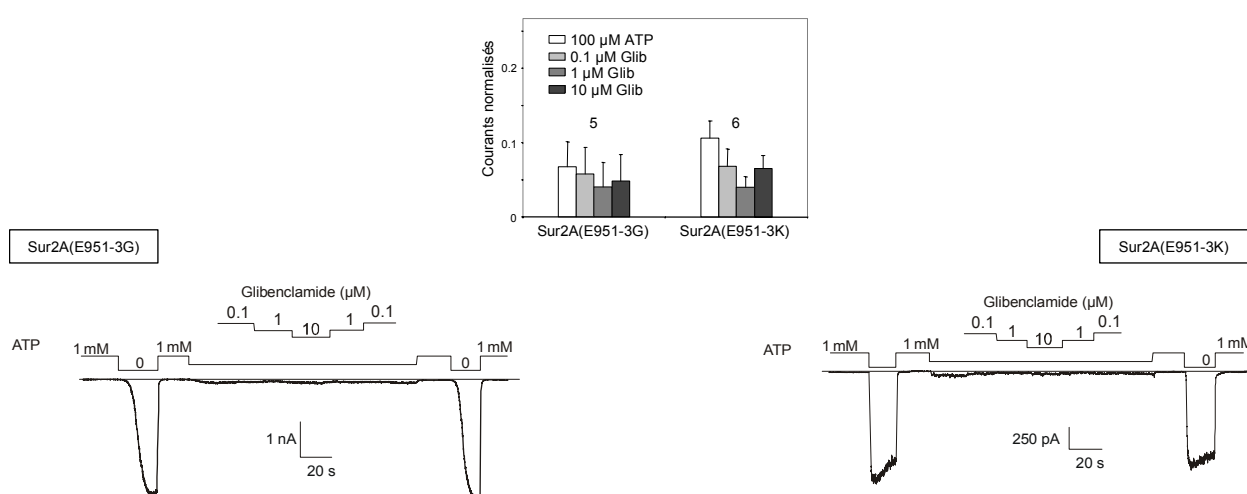 Courants normalisés
0.2
0.1
0
100 µM ATP
0.1 µM Glib
1 µM Glib
10 µM Glib
5
6
Sur2A(E951-3G)
Sur2A(E951-3K)
Sur2A(E951-3G)
Glibenclamide (µM)
0.1 1 10 1 0.1
ATP 1 mM 0 1 mM 0 1 mM
1 nA
20 s
Sur2A(E951-3K)
Glibenclamide (µM)
0.1 1 10 1 0.1
ATP 1 mM 1 mM 0 1 mM
250 pA
20 s